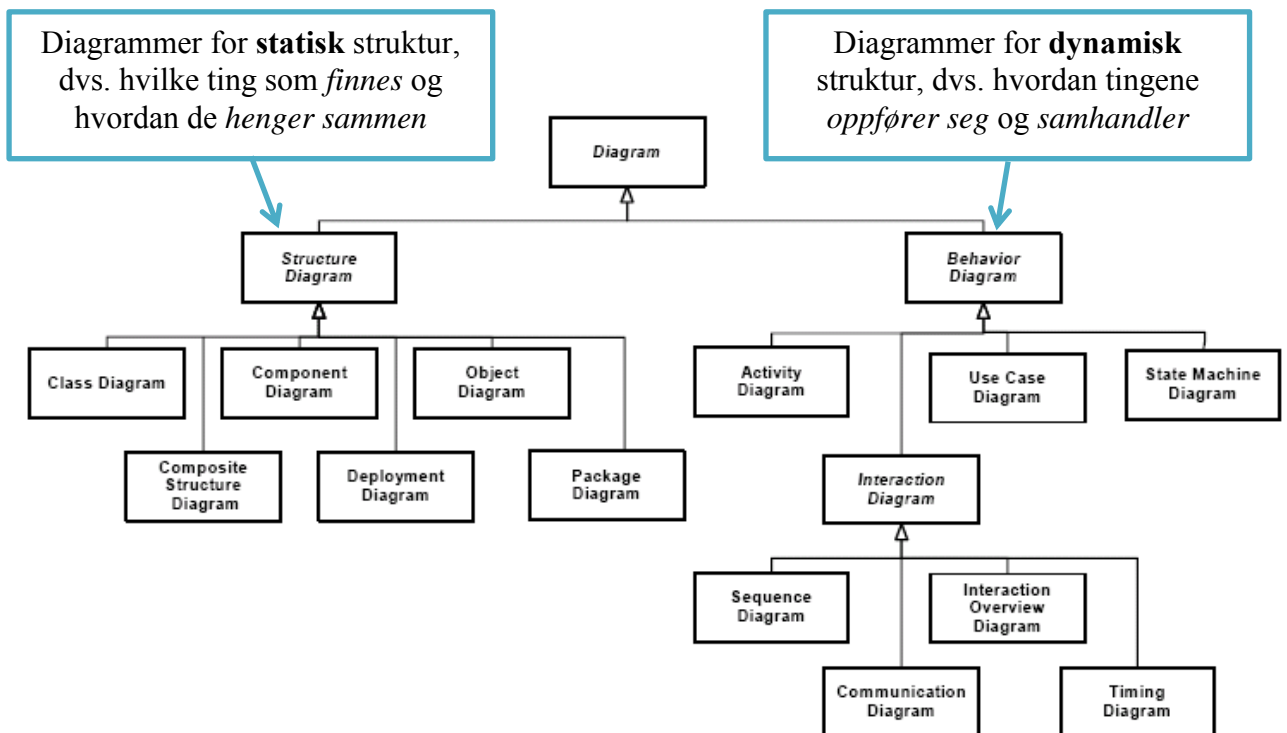 Diagrammer for statisk struktur,
dvs. hvilke ting som finnes og
hvordan de henger sammen
Diagrammer for dynamisk
struktur, dvs. hvordan tingene
oppfører seg og samhandler
Diagram
Structure
Diagram
Behavior
Diagram
Class Diagram
Component
Diagram
Object
Diagram
Activity
Diagram
Use Case
Diagram
State Machine
Diagram
Composite
Structure
Diagram
Deployment
Diagram
Package
Diagram
Interaction
Diagram
Sequence
Diagram
Interaction
Overview
Diagram
Communication
Diagram
Timing
Diagram